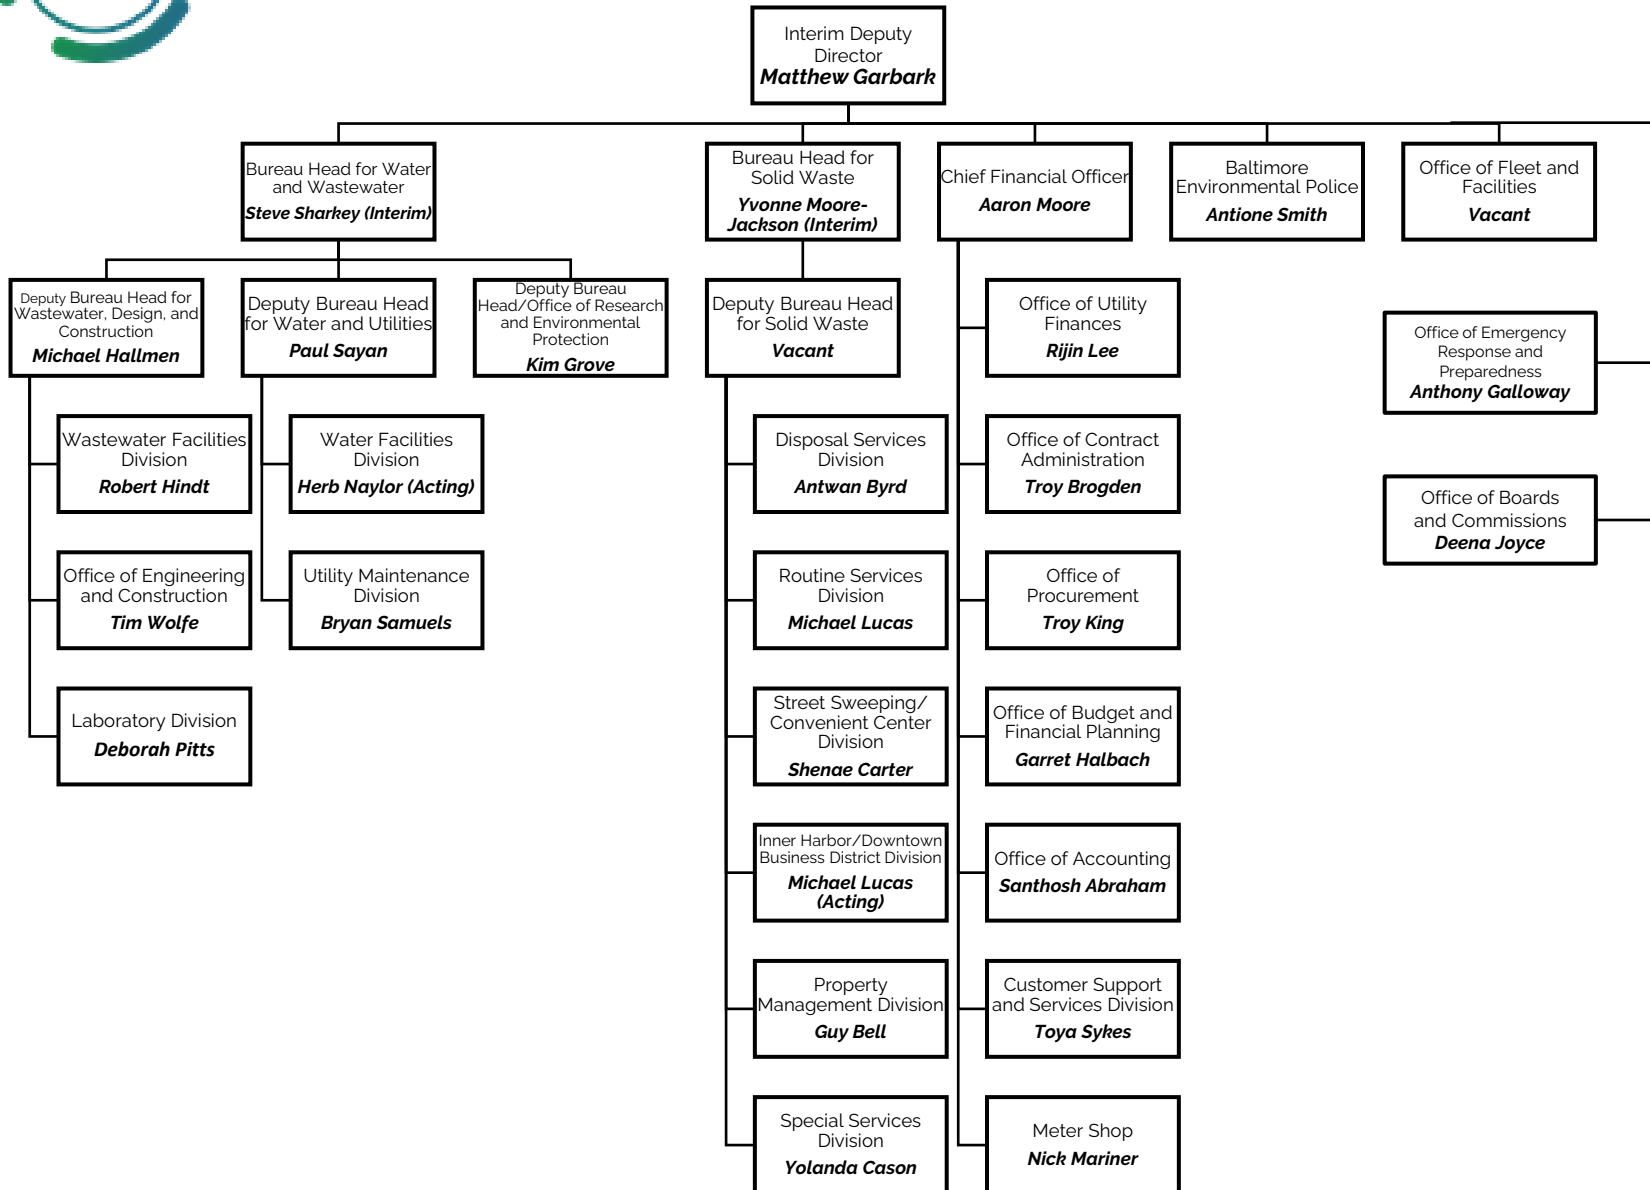 Interim Deputy
Director
Matthew Garbark
Bureau Head for Water
and Wastewater
Steve Sharkey (Interim)
Bureau Head for
Solid Waste
Yvonne Moore-
Jackson (Interim)
Chief Financial Officer
Aaron Moore
Baltimore
Environmental Police
Antione Smith
Office of Fleet and
Facilities
Vacant
Deputy Bureau Head for
Wastewater, Design, and
Construction
Michael Hallmen
Deputy Bureau Head
for Water and Utilities
Paul Sayan
Deputy Bureau
Head/Office of Research
and Environmental
Protection
Kim Grove
Deputy Bureau Head
for Solid Waste
Vacant
Office of Utility
Finances
Rijin Lee
Office of Emergency
Response and
Preparedness
Anthony Galloway
Wastewater Facilities
Division
Robert Hindt
Water Facilities
Division
Herb Naylor (Acting)
Disposal Services
Division
Antwan Byrd
Office of Contract
Administration
Troy Brogden
Office of Boards
and Commissions
Deena Joyce
Office of Engineering
and Construction
Tim Wolfe
Utility Maintenance
Division
Bryan Samuels
Routine Services
Division
Michael Lucas
Office of
Procurement
Troy King
Laboratory Division
Deborah Pitts
Street Sweeping/
Convenient Center
Division
Shenae Carter
Office of Budget and
Financial Planning
Garret Halbach
Inner Harbor/Downtown
Business District Division
Michael Lucas
(Acting)
Office of Accounting
Santhosh Abraham
Property
Management Division
Guy Bell
Customer Support
and Services Division
Toya Sykes
Special Services
Division
Yolanda Cason
Meter Shop
Nick Mariner